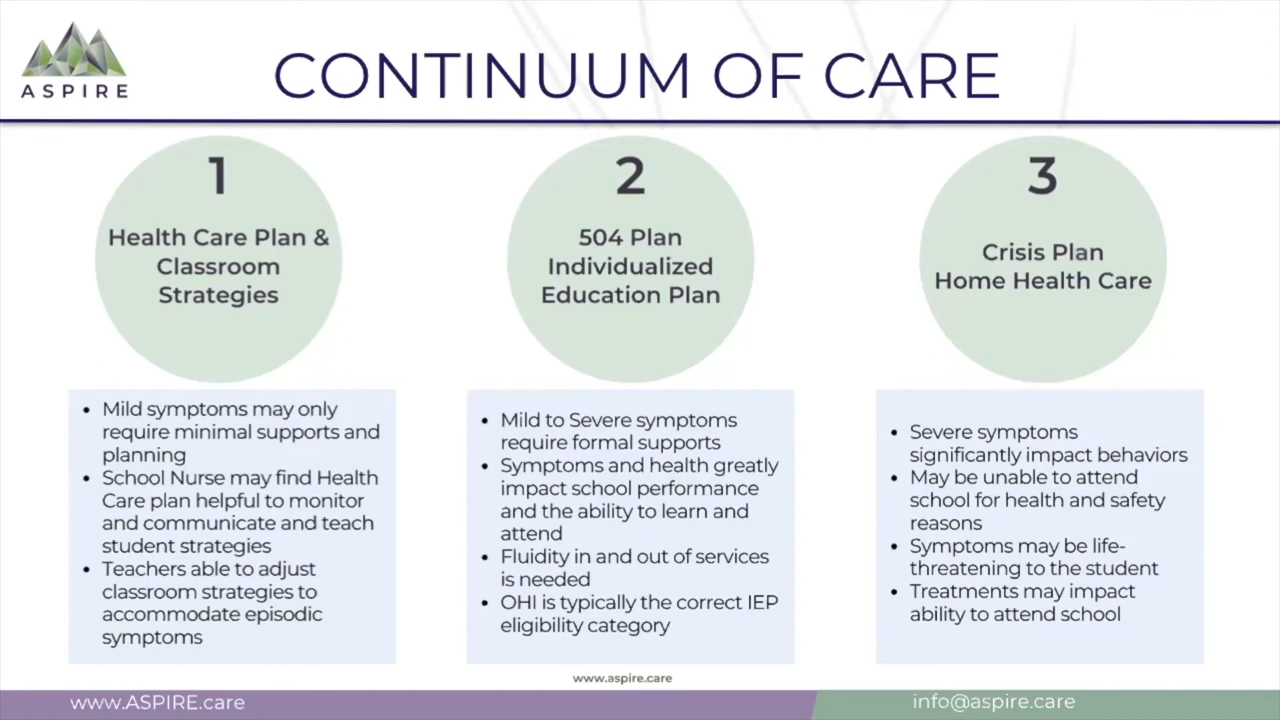 ASPIRE
CONTINUUM OF CARE
1
Health Care Plan &
Classroom
Strategies
• Mild symptoms may only
require minimal supports and
planning
• School Nurse may find Health
Care plan helpful to monitor
and communicate and teach
student strategies
• Teachers able to adjust
classroom strategies to
accommodate episodic
symptoms
2
504 Plan
Individualized
Education Plan
• Mild to Severe symptoms
require formal supports
• Symptoms and health greatly
impact school performance
and the ability to learn and
attend
• Fluidity in and out of services
is needed
• OHI is typically the correct IEP
eligibility category
3
Crisis Plan
Home Health Care
• Severe symptoms
significantly impact behaviors
• May be unable to attend
school for health and safety
reasons
• Symptoms may be life-
threatening to the student
• Treatments may impact
ability to attend school
www.aspire.care
www.ASPIRE.care
info@aspire.care